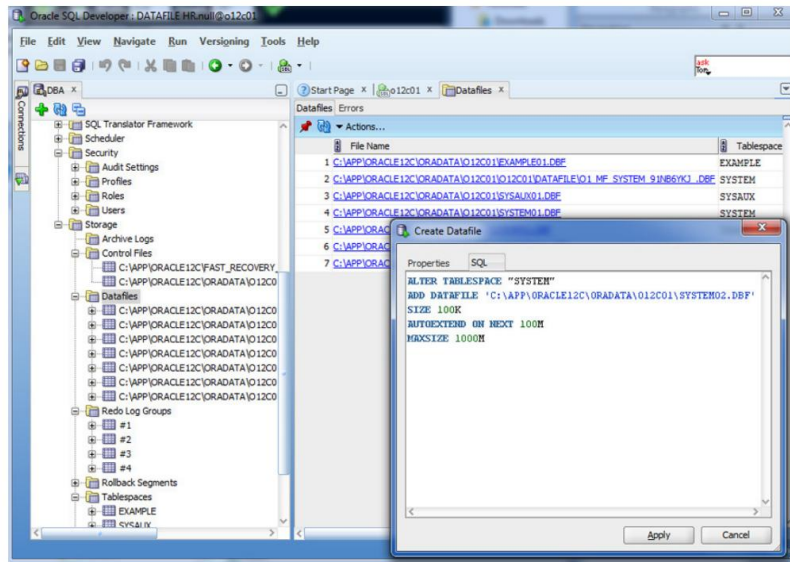 Oracle SQL Developer : DATAFILE HR.null@o12c01
File Edit View Navigate Run Versioning Tools Help
ask
Tom
DBA
Start Page
o12c01
Datafiles
Connections
Datafiles Errors
Actions...
File Name
Tablespace
SQL Translator Framework
Scheduler
Security
Audit Settings
Profiles
Roles
Users
Storage
Archive Logs
Control Files
C:\APP\ORACLE12C\FAST_RECOVERY_
C:\APP\ORACLE12C\ORADATA\O12C0
Datafiles
C:\APP\ORACLE12C\ORADATA\O12C0
C:\APP\ORACLE12C\ORADATA\O12C0
C:\APP\ORACLE12C\ORADATA\O12C0
C:\APP\ORACLE12C\ORADATA\O12C0
C:\APP\ORACLE12C\ORADATA\O12C0
C:\APP\ORACLE12C\ORADATA\O12C0
C:\APP\ORACLE12C\ORADATA\O12C0
Redo Log Groups
#1
#2
#3
#4
Rollback Segments
Tablespaces
EXAMPLE
SYSAUX
1 C:\APP\ORACLE12C\ORADATA\O12C01\EXAMPLE01.DBF EXAMPLE
2 C:\APP\ORACLE12C\ORADATA\O12C01\O12C01\DATAFILE\O1_MF_SYSTEM_91NB6YKJ_.DBF SYSTEM
3 C:\APP\ORACLE12C\ORADATA\O12C01\SYSAUX01.DBF SYSAUX
4 C:\APP\ORACLE12C\ORADATA\O12C01\SYSTEM01.DBF SYSTEM
5 C:\APP\ORAC
6 C:\APP\ORAC
7 C:\APP\ORAC
Create Datafile
Properties SQL
ALTER TABLESPACE "SYSTEM"
ADD DATAFILE 'C:\APP\ORACLE12C\ORADATA\O12C01\SYSTEM02.DBF'
SIZE 100K
AUTOEXTEND ON NEXT 100M
MAXSIZE 1000M
Apply Cancel